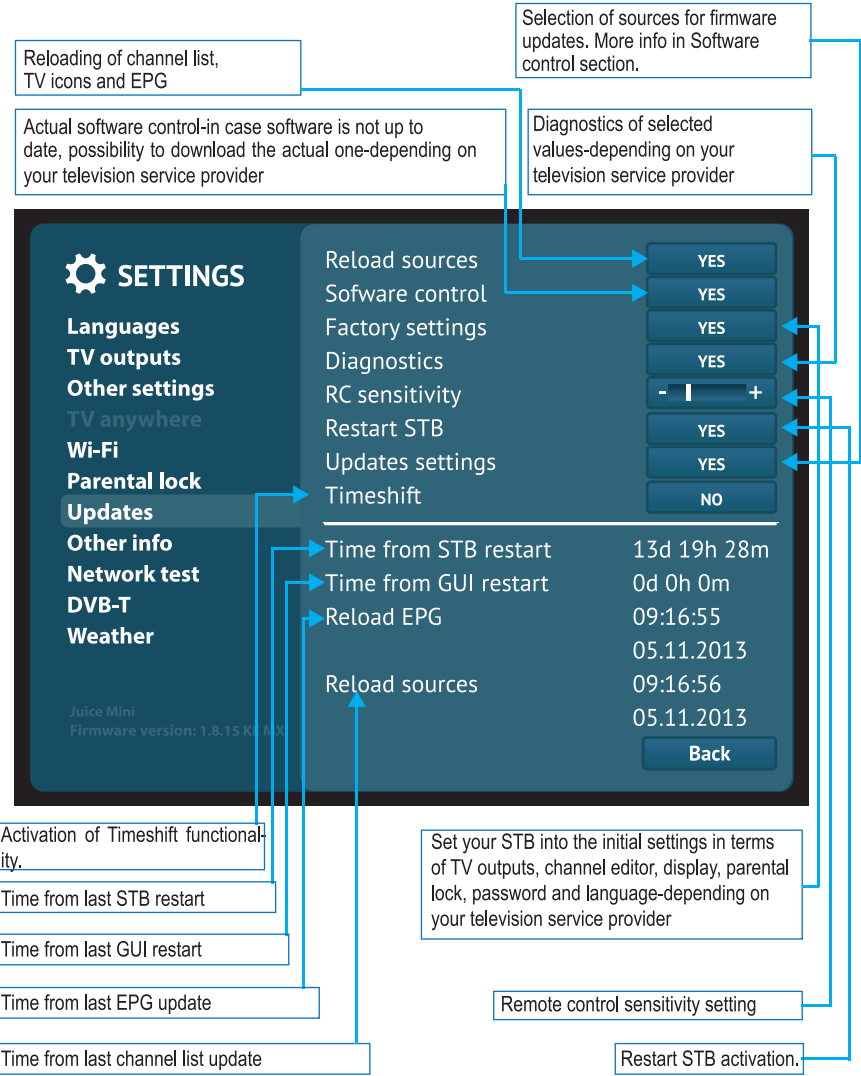 Selection of sources for firmware
updates. More info in Software
control section.
Reloading of channel list,
TV icons and EPG
Actual software control-in case software is not up to
date, possibility to download the actual one-depending on
your television service provider
Diagnostics of selected
values-depending on your
television service provider
SETTINGS
Languages
TV outputs
Other settings
TV anywhere
Wi-Fi
Parental lock
Updates
Other info
Network test
DVB-T
Weather
Juice Mini
Firmware version: 1.8.15 KK MX
Reload sources YES
Sofware control YES
Factory settings YES
Diagnostics YES
RC sensitivity - +
Restart STB YES
Updates settings YES
Timeshift NO
Time from STB restart 13d 19h 28m
Time from GUI restart 0d 0h 0m
Reload EPG 09:16:55
05.11.2013
Reload sources 09:16:56
05.11.2013
Back
Activation of Timeshift functional-
ity.
Time from last STB restart
Time from last GUI restart
Time from last EPG update
Time from last channel list update
Set your STB into the initial settings in terms
of TV outputs, channel editor, display, parental
lock, password and language-depending on
your television service provider
Remote control sensitivity setting
Restart STB activation.